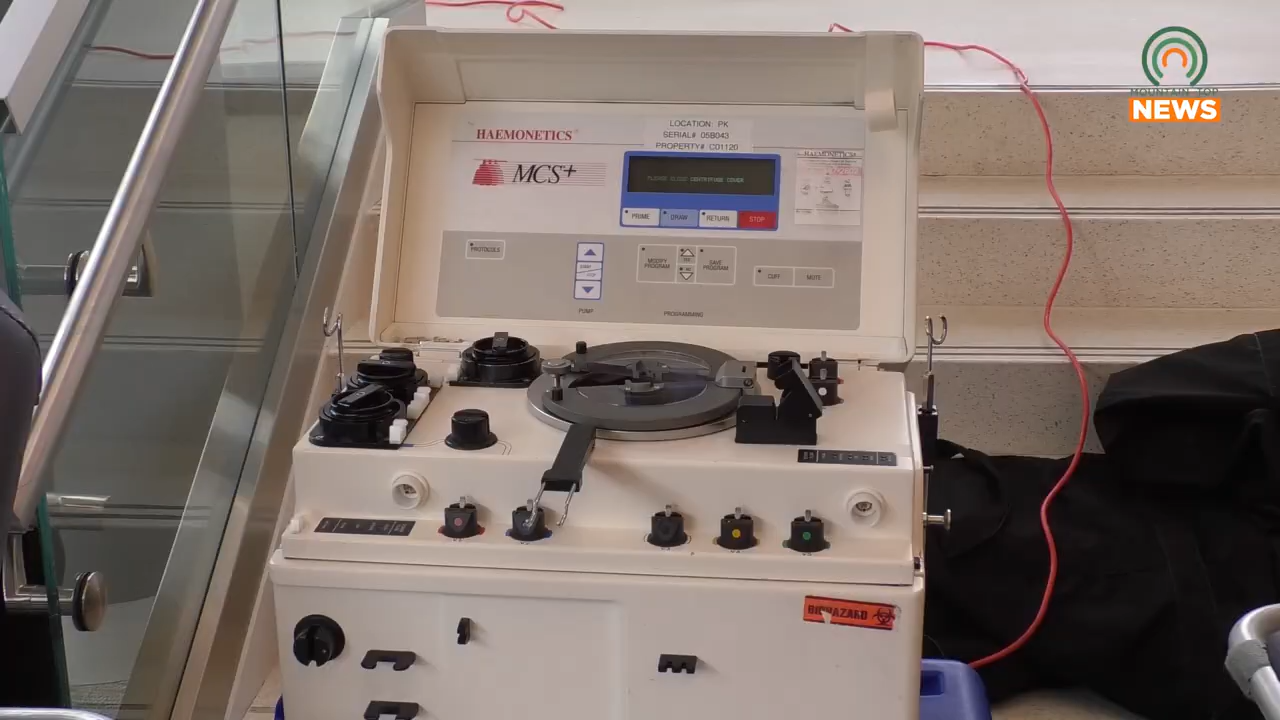 MOUNTAIN TOP
NEWS
LOCATION: PK
SERIAL# 05B043
PROPERTY# C01120
HAEMONETICS®
MCS+
PLEASE CLOSE CENTRIFUGE COVER
HAEMONETICS
PRIME
DRAW
RETURN
STOP
PROTOCOLS
MODIFY
PROGRAM
SAVE
PROGRAM
CUFF
MUTE
PUMP
PROGRAMMING
BIOHAZARD